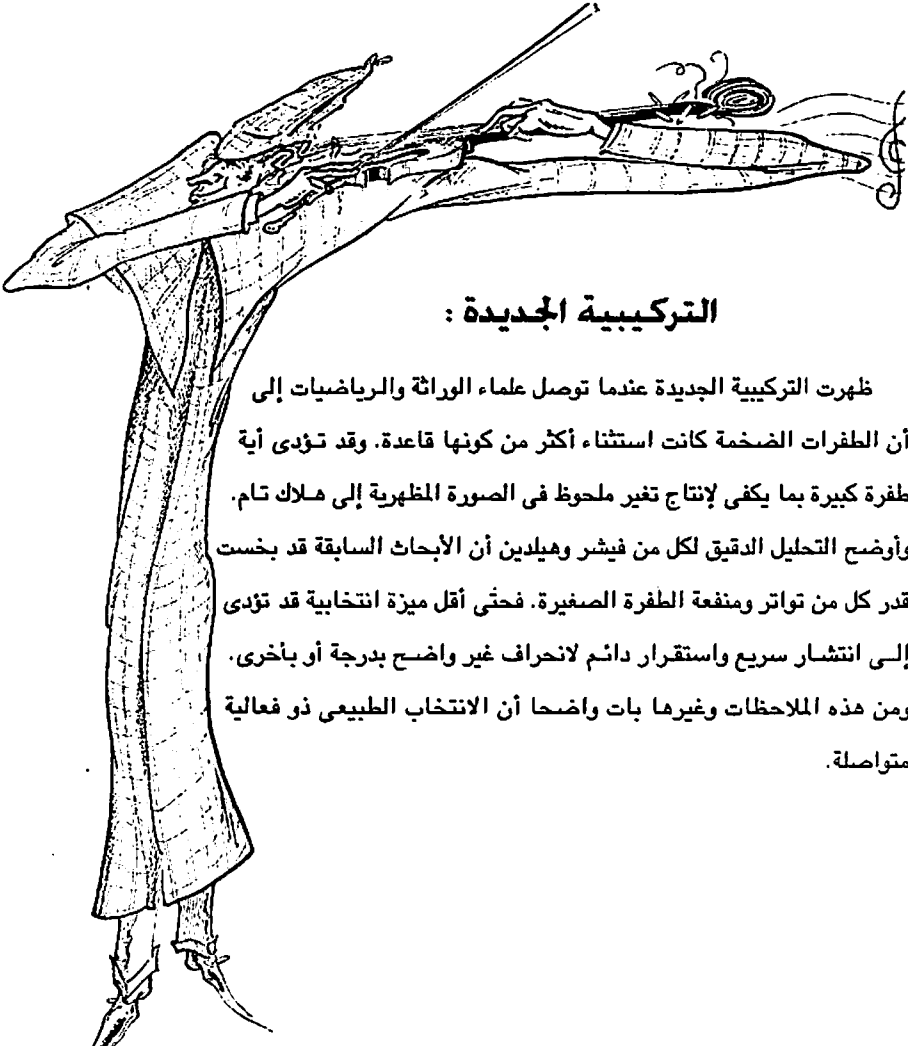 التركيبية الجديدة :
ظهرت التركيبية الجديدة عندما توصل علماء الوراثة والرياضيات إلى
أن الطفرات الضخمة كانت استثناء أكثر من كونها قاعدة. وقد تؤدى أية
طفرة كبيرة بما يكفى لإنتاج تغير ملحوظ فى الصورة المظهرية إلى هلاك تام.
وأوضح التحليل الدقيق لكل من فيشر وهيلدين أن الأبحاث السابقة قد بخست
قدر كل من تواتر ومنفعة الطفرة الصغيرة. فحتى أقل ميزة انتخابية قد تؤدى
إلى انتشار سريع واستقرار دائم لانحراف غير واضح بدرجة أو بأخرى.
ومن هذه الملاحظات وغيرها بات واضحا أن الانتخاب الطبيعى ذو فعالية
متواصلة.